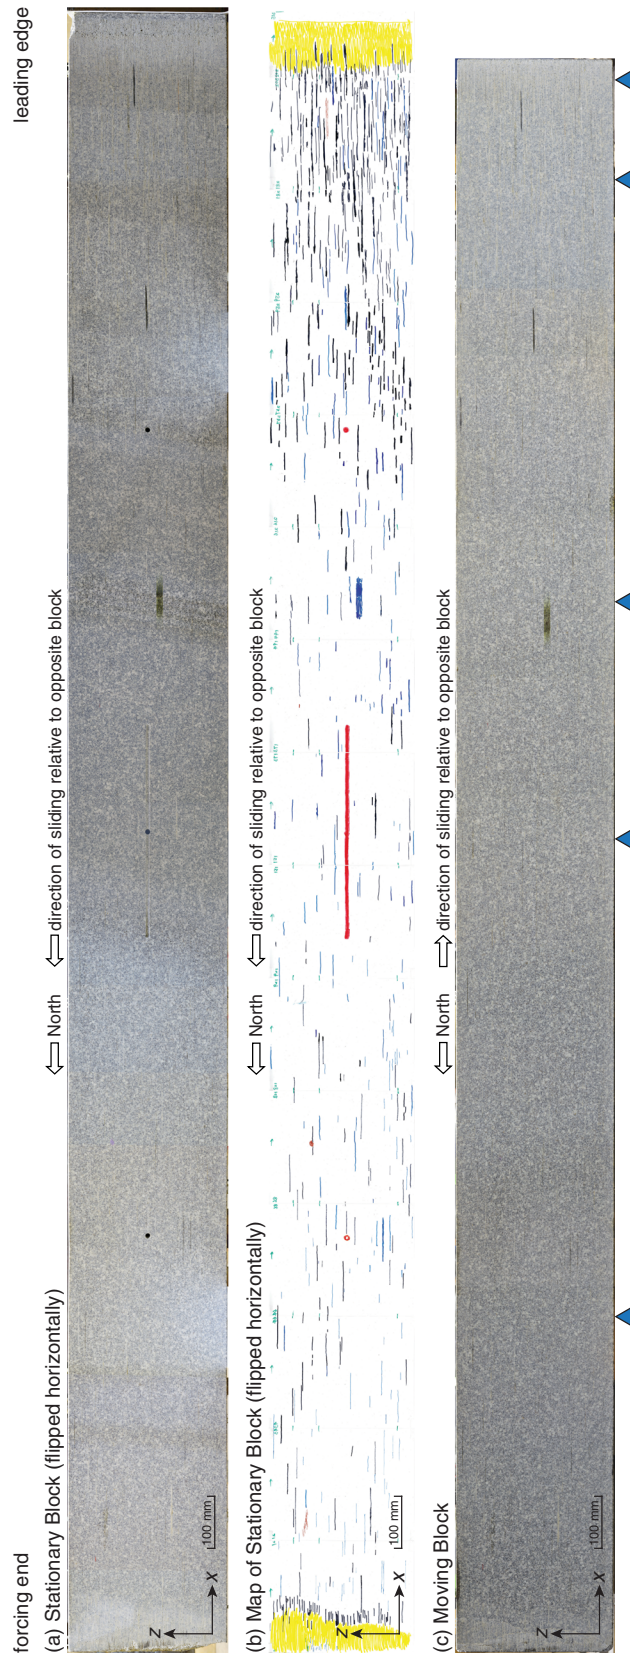 forcing end
leading edge
(a) Stationary Block (flipped horizontally)
North
direction of sliding relative to opposite block
Z
X
100 mm
(b) Map of Stationary Block (flipped horizontally)
North
direction of sliding relative to opposite block
Z
X
100 mm
(c) Moving Block
North
direction of sliding relative to opposite block
Z
X
100 mm